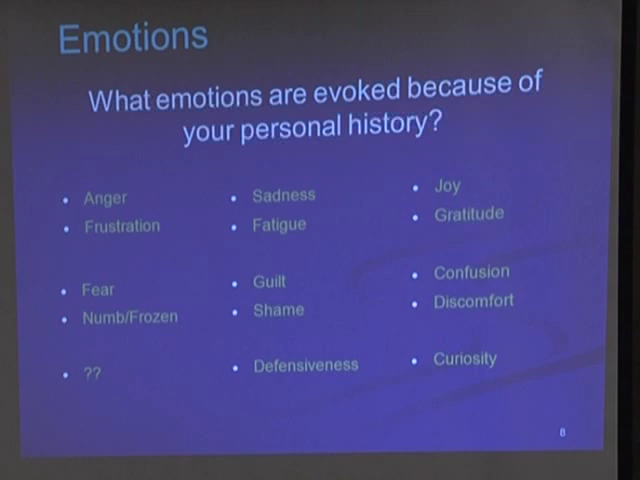 Emotions
What emotions are evoked because of
your personal history?
• Anger
• Frustration
• Fear
• Numb/Frozen
• ??
• Sadness
• Fatigue
• Guilt
• Shame
• Defensiveness
• Joy
• Gratitude
• Confusion
• Discomfort
• Curiosity
8